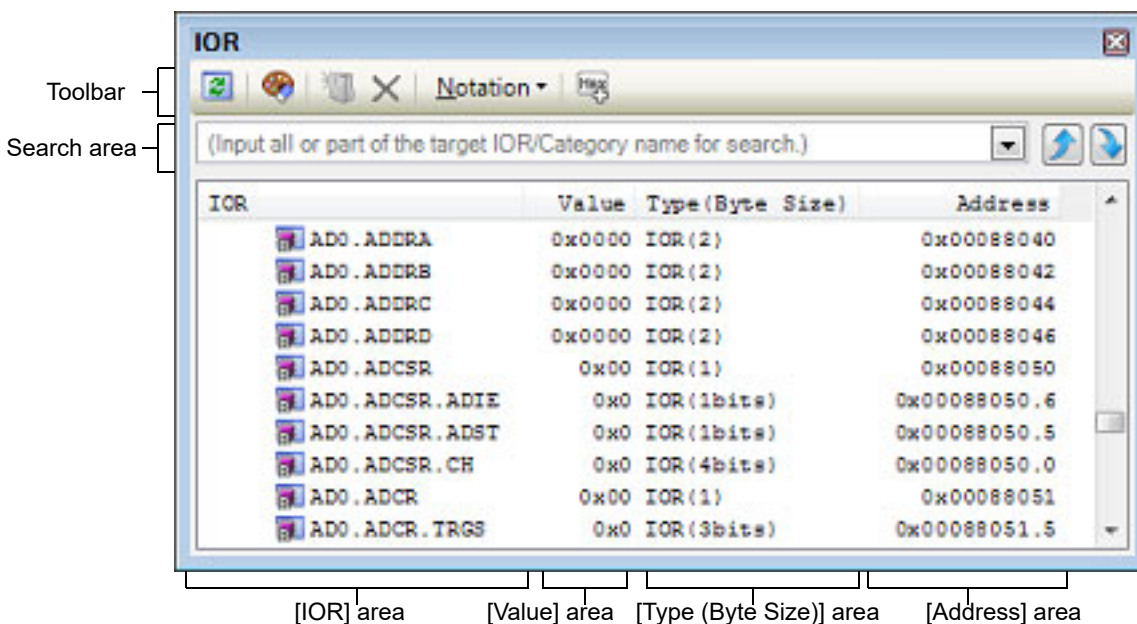 IOR
Toolbar
Notation
Hex
Search area
(Input all or part of the target IOR/Category name for search.)
IOR Value Type(Byte Size) Address
AD0.ADDRA 0x0000 IOR(2) 0x00088040
AD0.ADDRB 0x0000 IOR(2) 0x00088042
AD0.ADDRC 0x0000 IOR(2) 0x00088044
AD0.ADDRD 0x0000 IOR(2) 0x00088046
AD0.ADCSR 0x00 IOR(1) 0x00088050
AD0.ADCSR.ADIE 0x0 IOR(1bits) 0x00088050.6
AD0.ADCSR.ADST 0x0 IOR(1bits) 0x00088050.5
AD0.ADCSR.CH 0x0 IOR(4bits) 0x00088050.0
AD0.ADCR 0x00 IOR(1) 0x00088051
AD0.ADCR.TRGS 0x0 IOR(3bits) 0x00088051.5
[IOR] area [Value] area [Type (Byte Size)] area [Address] area